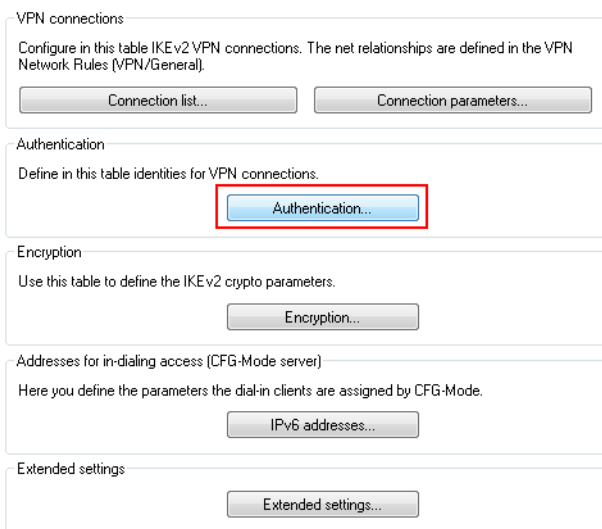 VPN connections
Configure in this table IKEv2 VPN connections. The net relationships are defined in the VPN
Network Rules (VPN/General).
Connection list... Connection parameters...
Authentication
Define in this table identities for VPN connections.
Authentication...
Encryption
Use this table to define the IKEv2 crypto parameters.
Encryption...
Addresses for in-dialing access (CFG-Mode server)
Here you define the parameters the dial-in clients are assigned by CFG-Mode.
IPv6 addresses...
Extended settings
Extended settings...